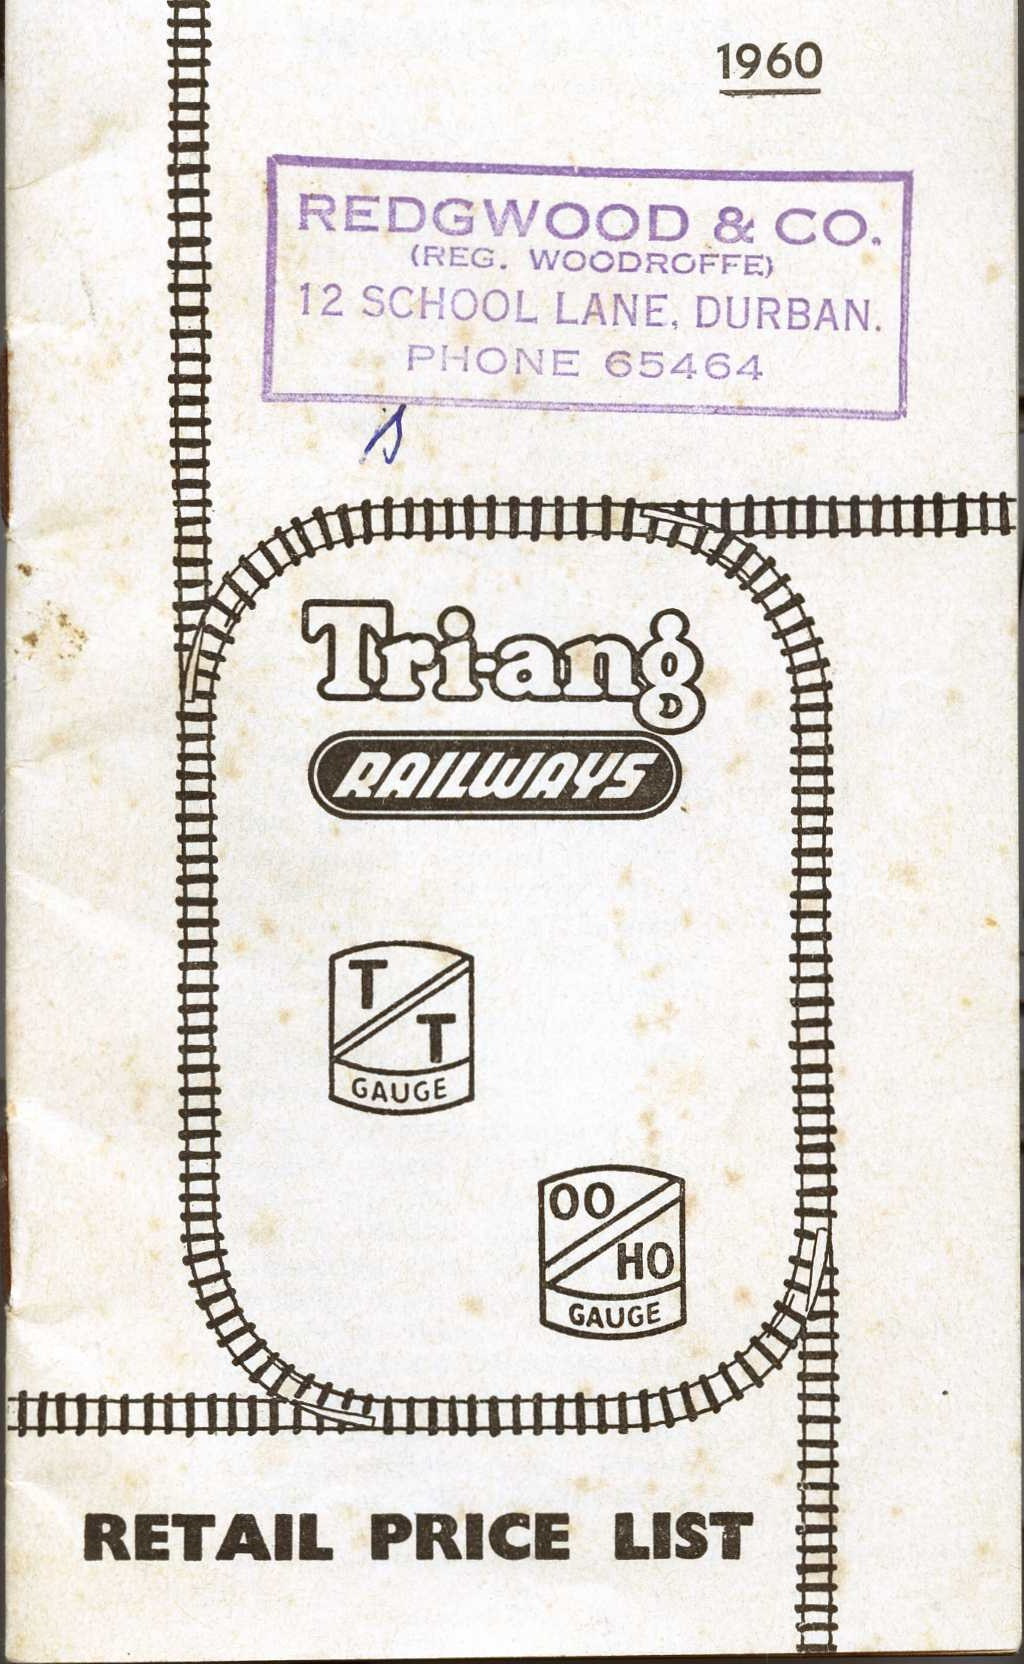 1960
REDGWOOD & CO.
(REG. WOODROFFE)
12 SCHOOL LANE, DURBAN.
PHONE 65464
Tri-ang
RAILWAYS
T
T
GAUGE
OO
HO
GAUGE
RETAIL PRICE LIST